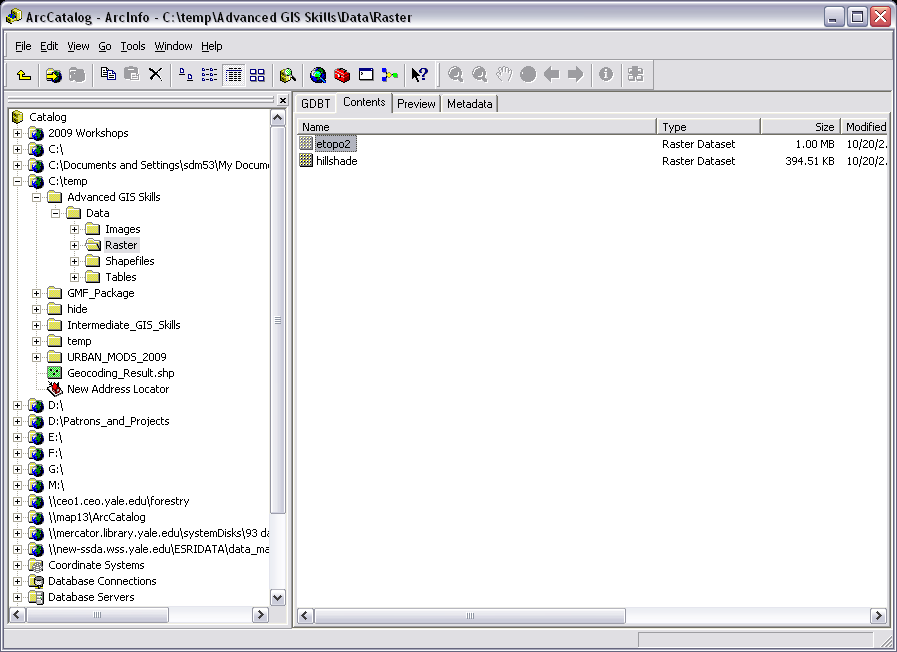 ArcCatalog - ArcInfo - C:\temp\Advanced GIS Skills\Data\Raster
File Edit View Go Tools Window Help
Catalog
2009 Workshops
C:\
C:\Documents and Settings\sdm53\My Docum
C:\temp
Advanced GIS Skills
Data
Images
Raster
Shapefiles
Tables
GMF_Package
hide
Intermediate_GIS_Skills
temp
URBAN_MODS_2009
Geocoding_Result.shp
New Address Locator
D:\
D:\Patrons_and_Projects
E:\
F:\
G:\
M:\
\\ceo1.ceo.yale.edu\forestry
\\map13\ArcCatalog
\\mercator.library.yale.edu\systemDisks\93 da
\\new-ssda.wss.yale.edu\ESRIDATA\data_ma
Coordinate Systems
Database Connections
Database Servers
GDBT Contents Preview Metadata
Name Type Size Modified
etopo2 Raster Dataset 1.00 MB 10/20/2.
hillshade Raster Dataset 394.51 KB 10/20/2.